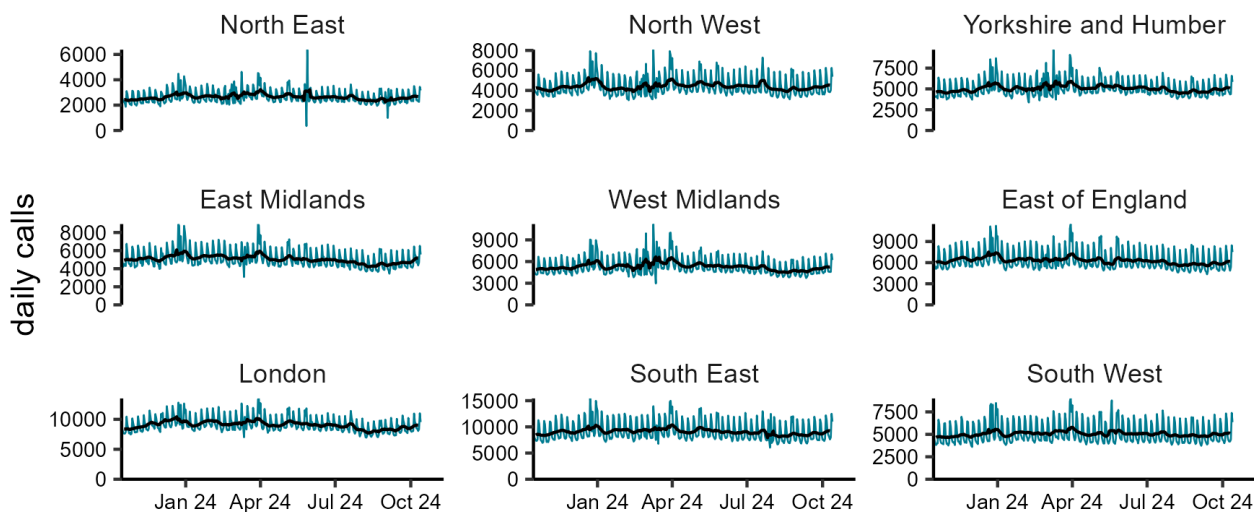 North East
North West
Yorkshire and Humber
6000
4000
2000
0
8000
6000
4000
2000
0
7500
5000
2500
0
East Midlands
West Midlands
East of England
8000
6000
4000
2000
0
9000
6000
3000
0
9000
6000
3000
0
daily calls
London
South East
South West
10000
5000
0
15000
10000
5000
0
7500
5000
2500
0
Jan 24 Apr 24 Jul 24 Oct 24
Jan 24 Apr 24 Jul 24 Oct 24
Jan 24 Apr 24 Jul 24 Oct 24